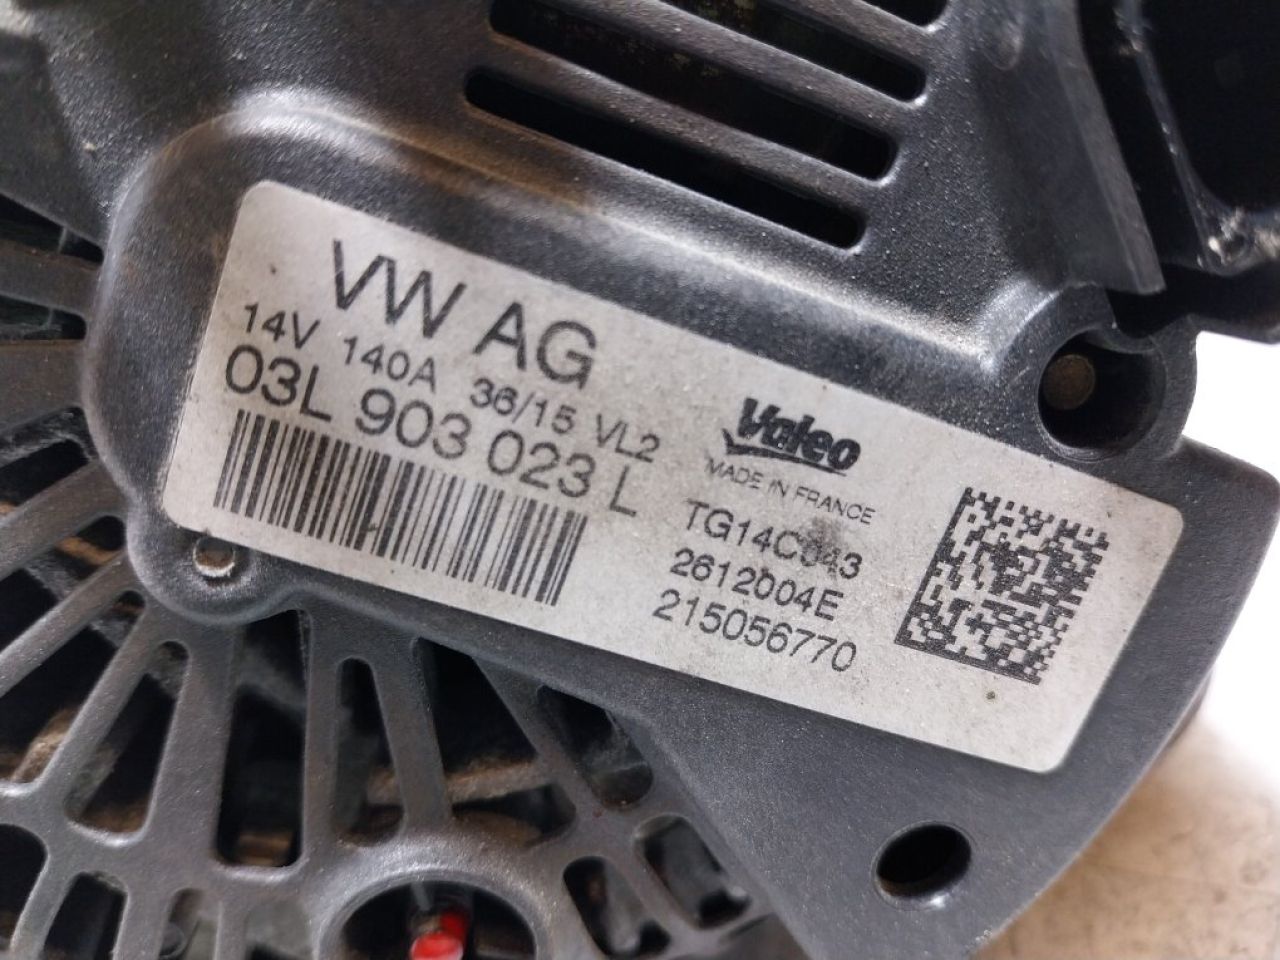 VW AG
14V 140A 36/15 VL2
03L 903 023 L
Valeo
MADE IN FRANCE
TG14C043
2612004E
215056770